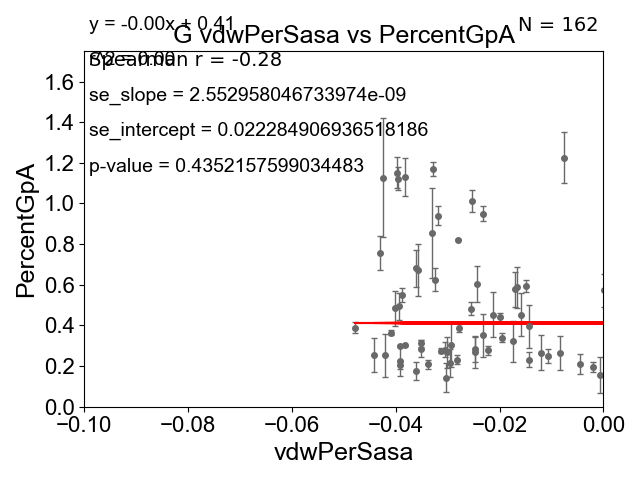 y = -0.00x + 0.41
N = 162
G vdwPerSasa vs PercentGpA
Spearman r = -0.28
se_slope = 2.552958046733974e-09
se_intercept = 0.022284906936518186
p-value = 0.4352157599034483
PercentGpA
1.6
1.4
1.2
1.0
0.8
0.6
0.4
0.2
0.0
−0.10
−0.08
−0.06
−0.04
−0.02
0.00
vdwPerSasa